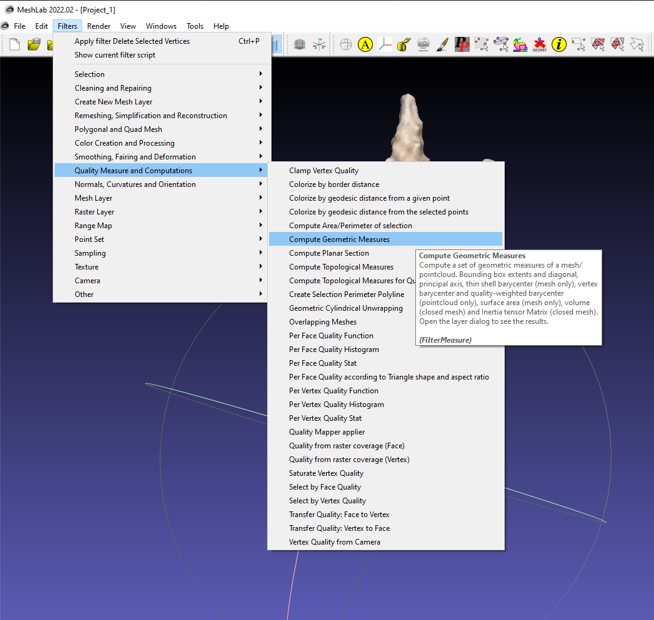 MeshLab 2022.02 - [Project_1]
File Edit Filters Render View Windows Tools Help
Apply filter Delete Selected Vertices Ctrl+P
Show current filter script
Selection
Cleaning and Repairing
Create New Mesh Layer
Remeshing, Simplification and Reconstruction
Polygonal and Quad Mesh
Color Creation and Processing
Smoothing, Fairing and Deformation
Quality Measure and Computations
Normals, Curvatures and Orientation
Mesh Layer
Raster Layer
Range Map
Point Set
Sampling
Texture
Camera
Other
Clamp Vertex Quality
Colorize by border distance
Colorize by geodesic distance from a given point
Colorize by geodesic distance from the selected points
Compute Area/Perimeter of selection
Compute Geometric Measures
Compute Planar Section
Compute Topological Measures
Compute Topological Measures for Qu
Create Selection Perimeter Polyline
Geometric Cylindrical Unwrapping
Overlapping Meshes
Per Face Quality Function
Per Face Quality Histogram
Per Face Quality Stat
Per Face Quality according to Triangle shape and aspect ratio
Per Vertex Quality Function
Per Vertex Quality Histogram
Per Vertex Quality Stat
Quality Mapper applier
Quality from raster coverage (Face)
Quality from raster coverage (Vertex)
Saturate Vertex Quality
Select by Face Quality
Select by Vertex Quality
Transfer Quality: Face to Vertex
Transfer Quality: Vertex to Face
Vertex Quality from Camera
Compute Geometric Measures
Compute a set of geometric measures of a mesh/
pointcloud. Bounding box extents and diagonal,
principal axis, thin shell barycenter (mesh only), vertex
barycenter and quality-weighted barycenter
(pointcloud only), surface area (mesh only), volume
(closed mesh) and Inertia tensor Matrix (closed mesh).
Open the layer dialog to see the results.
(FilterMeasure)